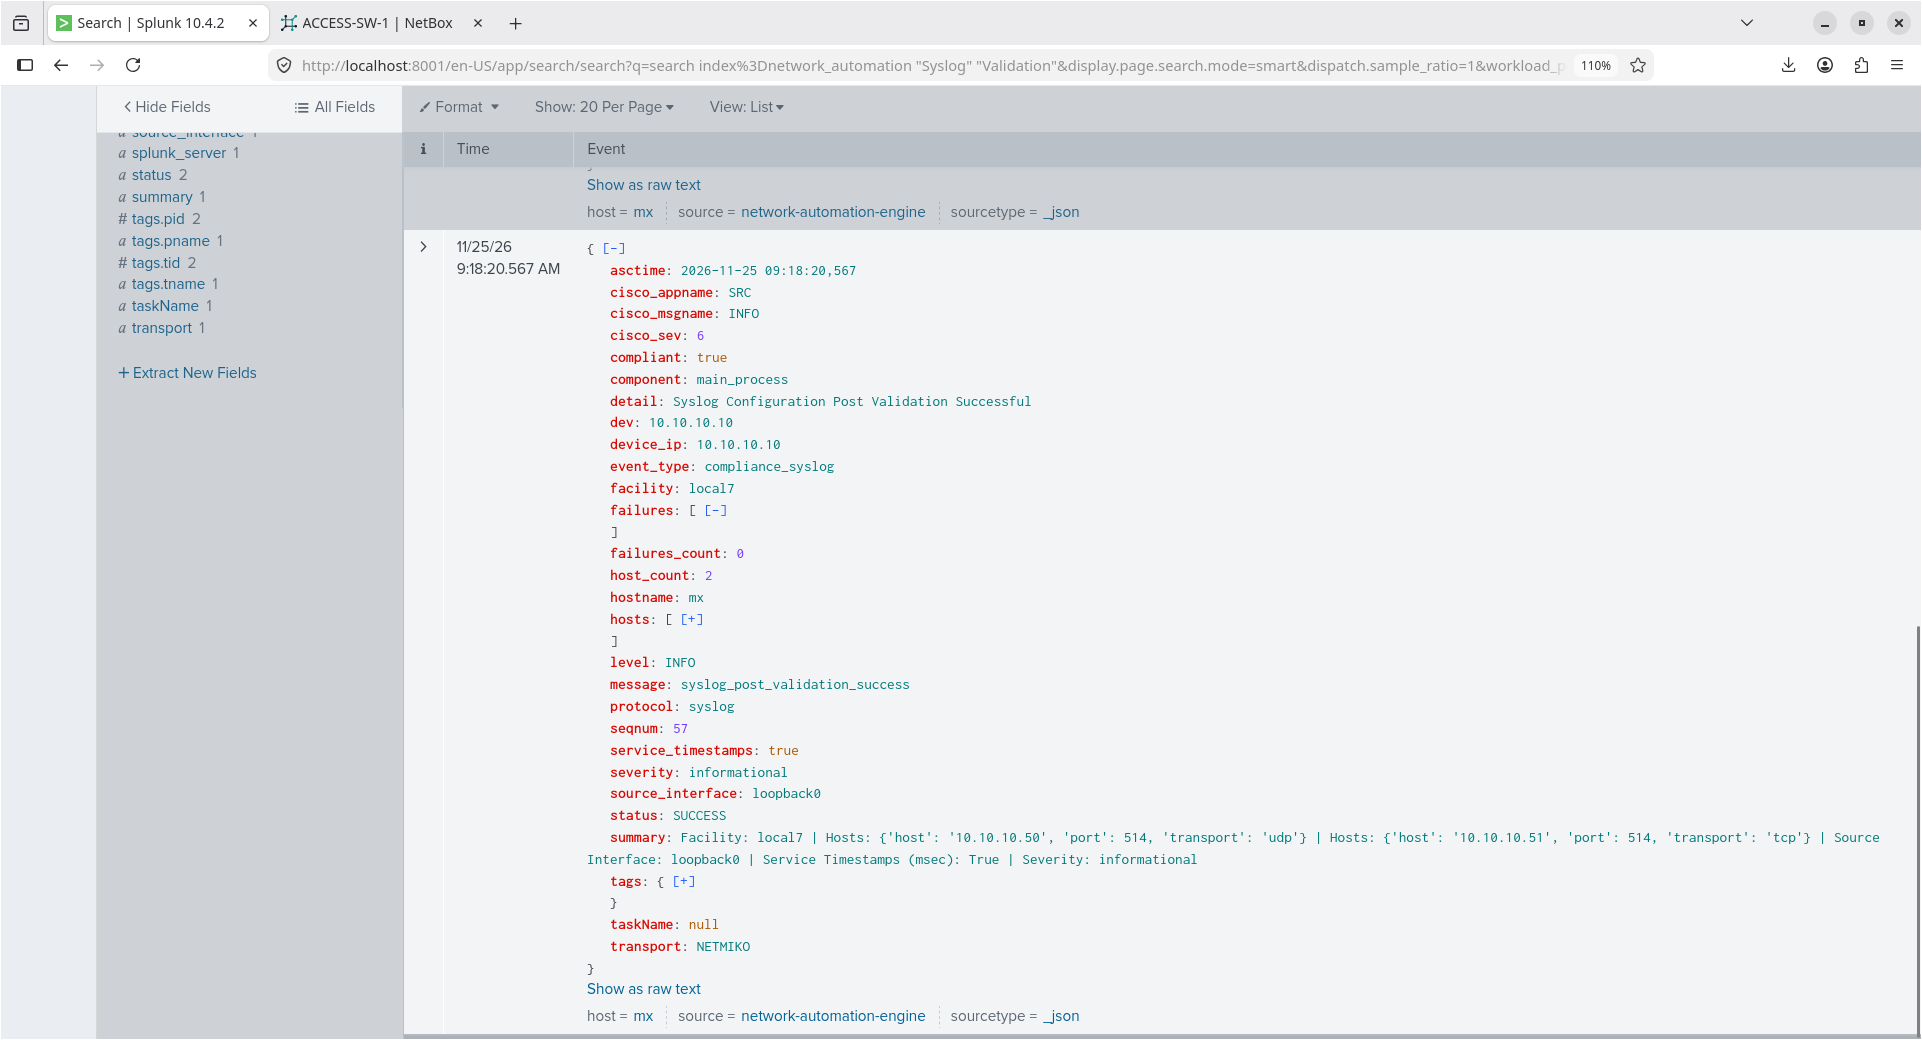 Search | Splunk 10.4.2
ACCESS-SW-1 | NetBox
http://localhost:8001/en-US/app/search/search?q=search index%3Dnetwork_automation "Syslog" "Validation"&display.page.search.mode=smart&dispatch.sample_ratio=1&workload_p
110%
Hide Fields
All Fields
Format
Show: 20 Per Page
View: List
a source_interface 1
a splunk_server 1
a status 2
a summary 1
# tags.pid 2
a tags.pname 1
# tags.tid 2
a tags.tname 1
a taskName 1
a transport 1
+ Extract New Fields
i Time Event
}
Show as raw text
host = mx source = network-automation-engine sourcetype = _json
11/25/26
9:18:20.567 AM
{ [-]
asctime: 2026-11-25 09:18:20,567
cisco_appname: SRC
cisco_msgname: INFO
cisco_sev: 6
compliant: true
component: main_process
detail: Syslog Configuration Post Validation Successful
dev: 10.10.10.10
device_ip: 10.10.10.10
event_type: compliance_syslog
facility: local7
failures: [ [-]
]
failures_count: 0
host_count: 2
hostname: mx
hosts: [ [+]
]
level: INFO
message: syslog_post_validation_success
protocol: syslog
seqnum: 57
service_timestamps: true
severity: informational
source_interface: loopback0
status: SUCCESS
summary: Facility: local7 | Hosts: {'host': '10.10.10.50', 'port': 514, 'transport': 'udp'} | Hosts: {'host': '10.10.10.51', 'port': 514, 'transport': 'tcp'} | Source
Interface: loopback0 | Service Timestamps (msec): True | Severity: informational
tags: { [+]
}
taskName: null
transport: NETMIKO
}
Show as raw text
host = mx source = network-automation-engine sourcetype = _json